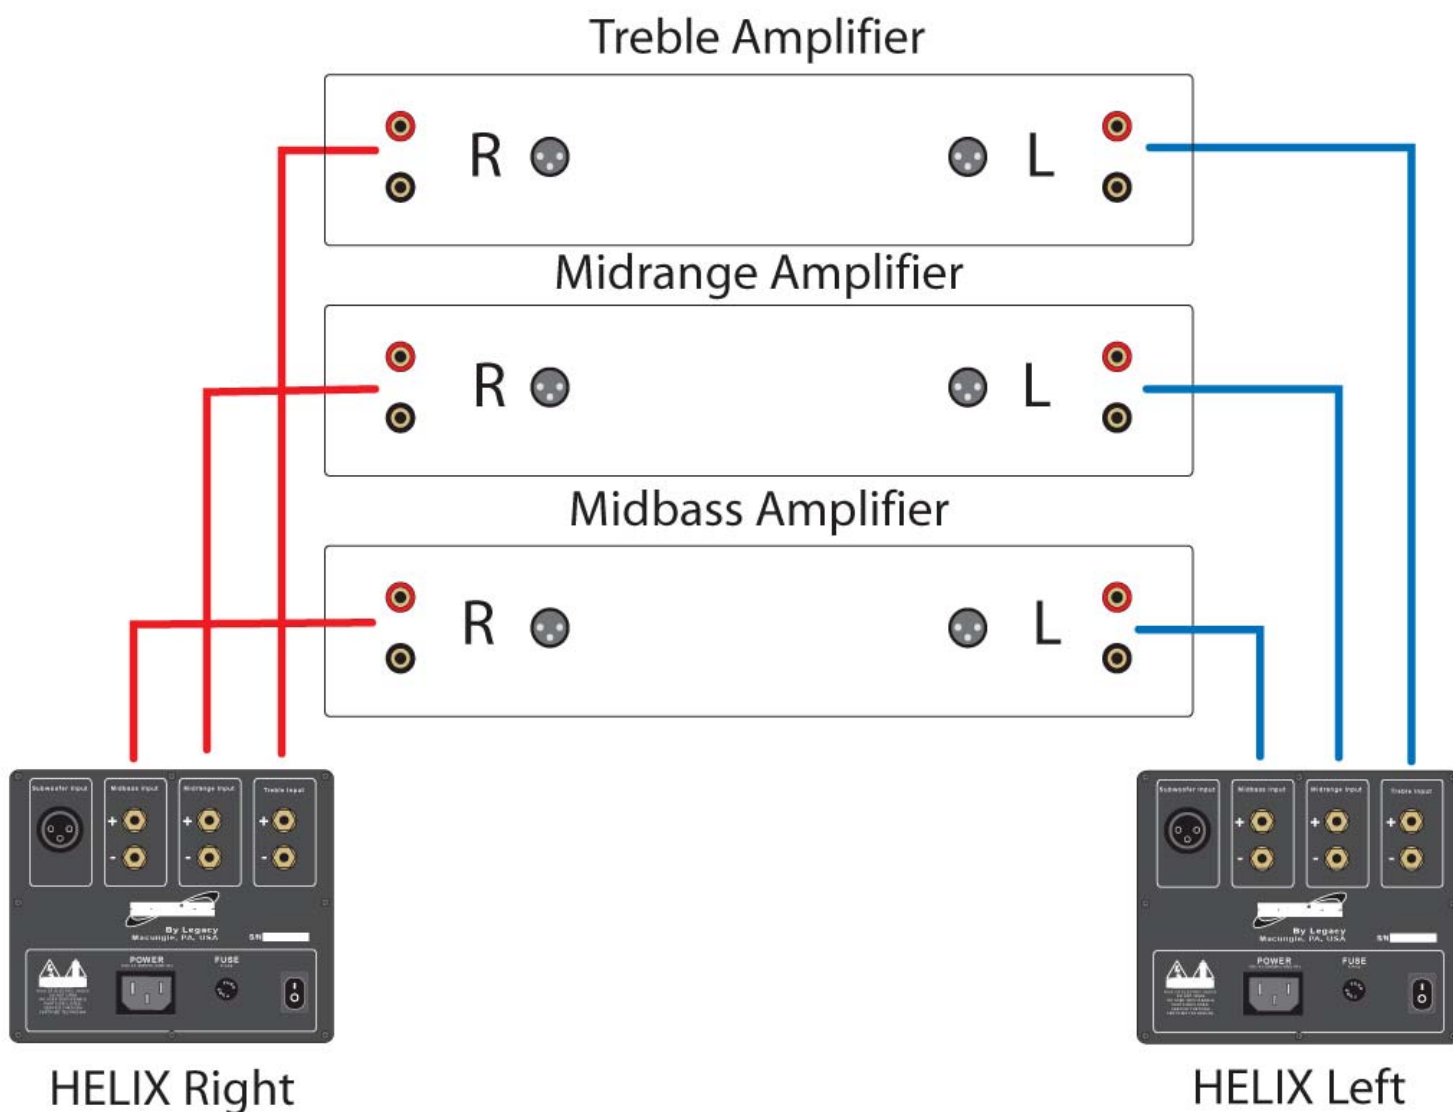 Treble Amplifier
R L
Midrange Amplifier
R L
Midbass Amplifier
R L
Subwoofer Input Midbass Input Midrange Input Treble Input
+ + +
- - -
By Legacy
Macungie, PA, USA S/N
POWER FUSE
HELIX Right
Subwoofer Input Midbass Input Midrange Input Treble Input
+ + +
- - -
By Legacy
Macungie, PA, USA S/N
POWER FUSE
HELIX Left